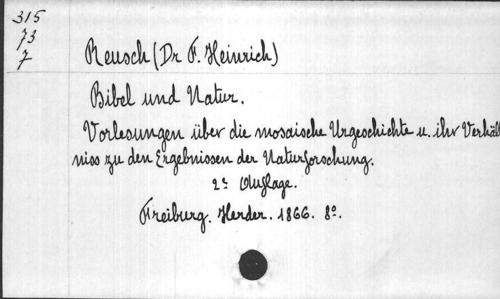 315
73
7
Reusch (Dr F. Heinrich)
Bibel und Natur.
Vorlesungen über die mosaische Urgeschichte u. ihr Verhält
niss zu den Ergebnissen der Naturforschung.
2e Auflage.
Freiburg. Herder. 1866. 8o.